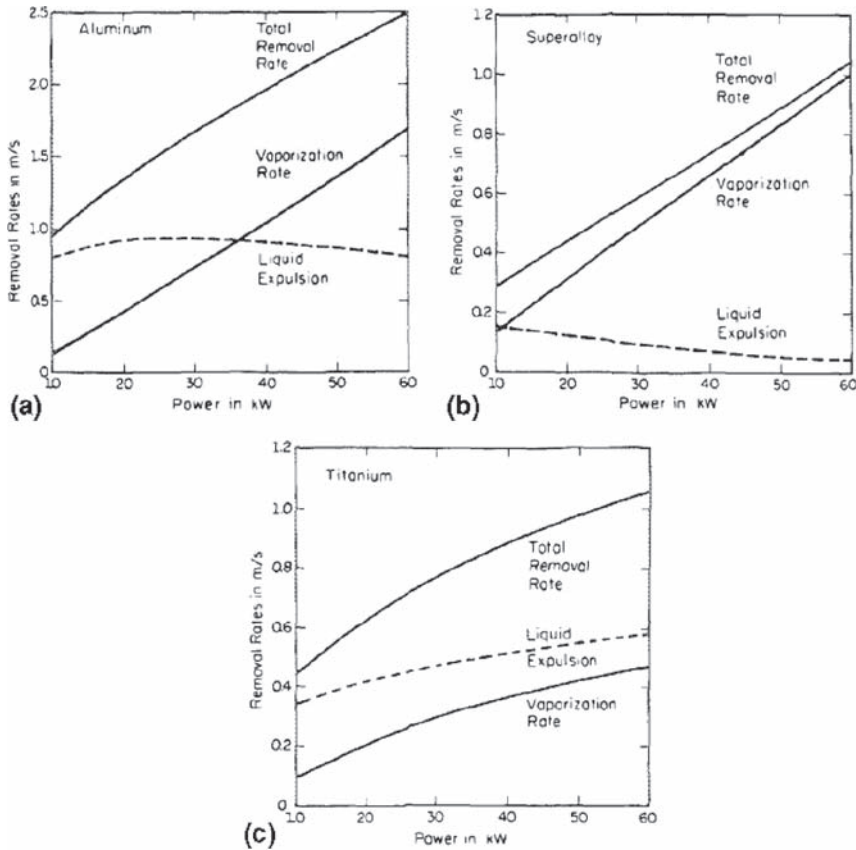 Aluminum
Total
Removal
Rate
Vaporization
Rate
Liquid
Expulsion
Removal Rates in m/s
2.5
2.0
1.5
1.0
0.5
0
10 20 30 40 50 60
Power in kW
(a)
Superalloy
Total
Removal
Rate
Vaporization
Rate
Liquid
Expulsion
Removal Rates in m/s
1.2
1.0
0.8
0.6
0.4
0.2
0
10 20 30 40 50 60
Power in kW
(b)
Titanium
Total
Removal
Rate
Liquid
Expulsion
Vaporization
Rate
Removal Rates in m/s
1.2
1.0
0.8
0.6
0.4
0.2
0
10 20 30 40 50 60
Power in kW
(c)